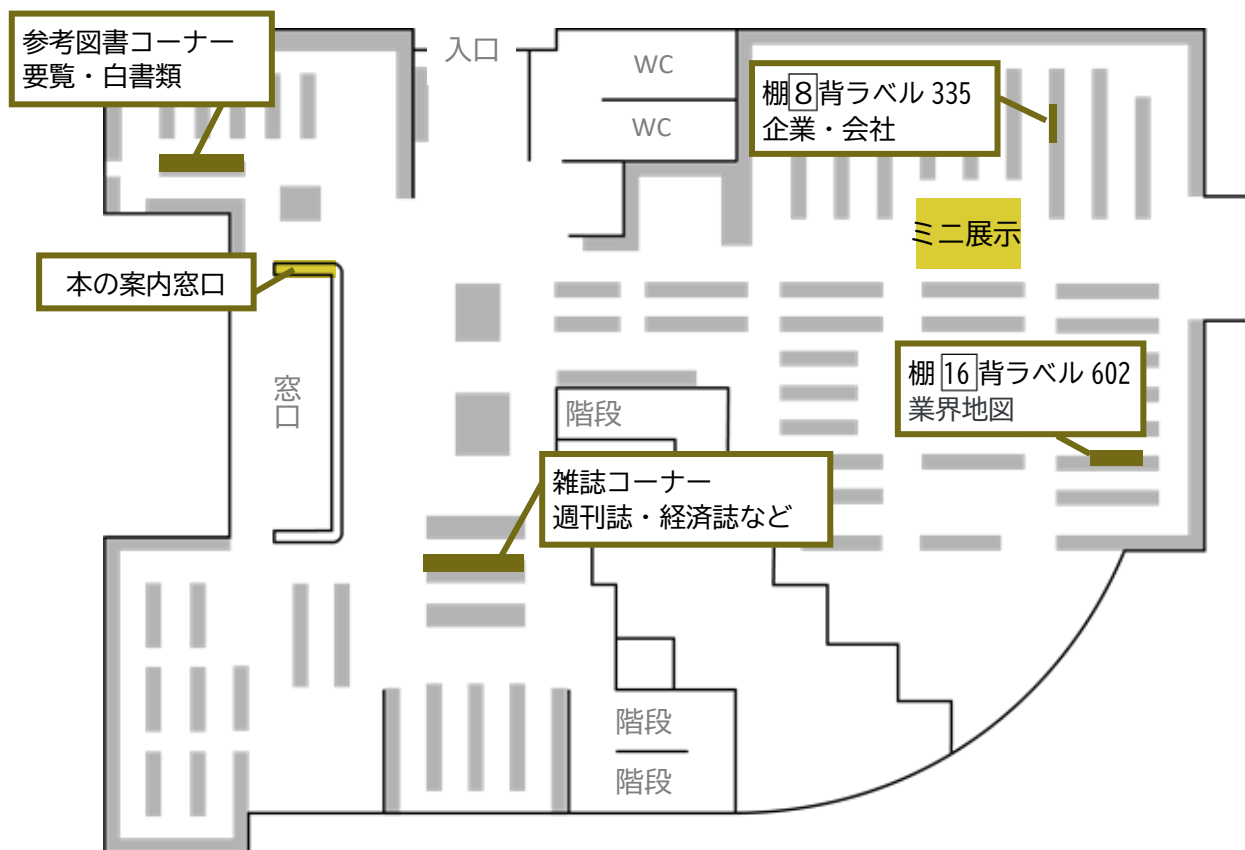 参考図書コーナー
要覧・白書類
入口
WC
WC
棚8背ラベル 335
企業・会社
ミニ展示
本の案内窓口
窓口
棚 16 背ラベル 602
業界地図
階段
雑誌コーナー
週刊誌・経済誌など
階段
階段